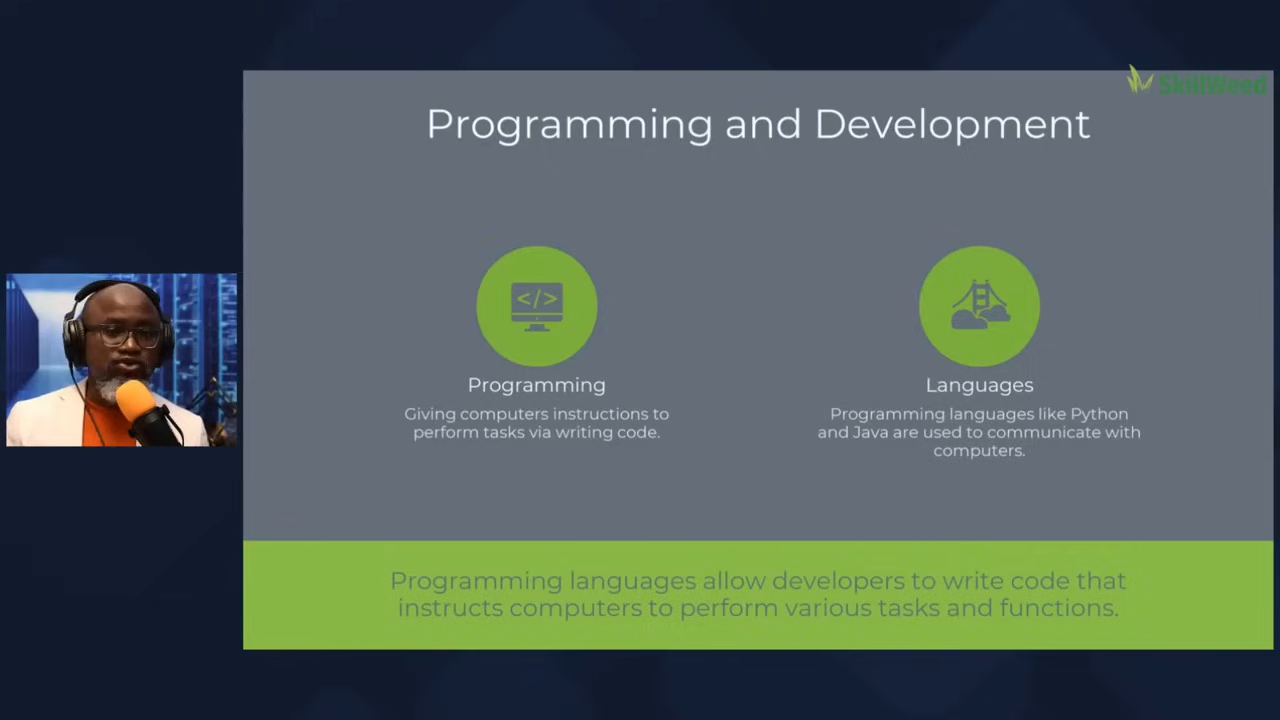 SkillWeed
Programming and Development
</>
Programming
Giving computers instructions to
perform tasks via writing code.
Languages
Programming languages like Python
and Java are used to communicate with
computers.
Programming languages allow developers to write code that
instructs computers to perform various tasks and functions.